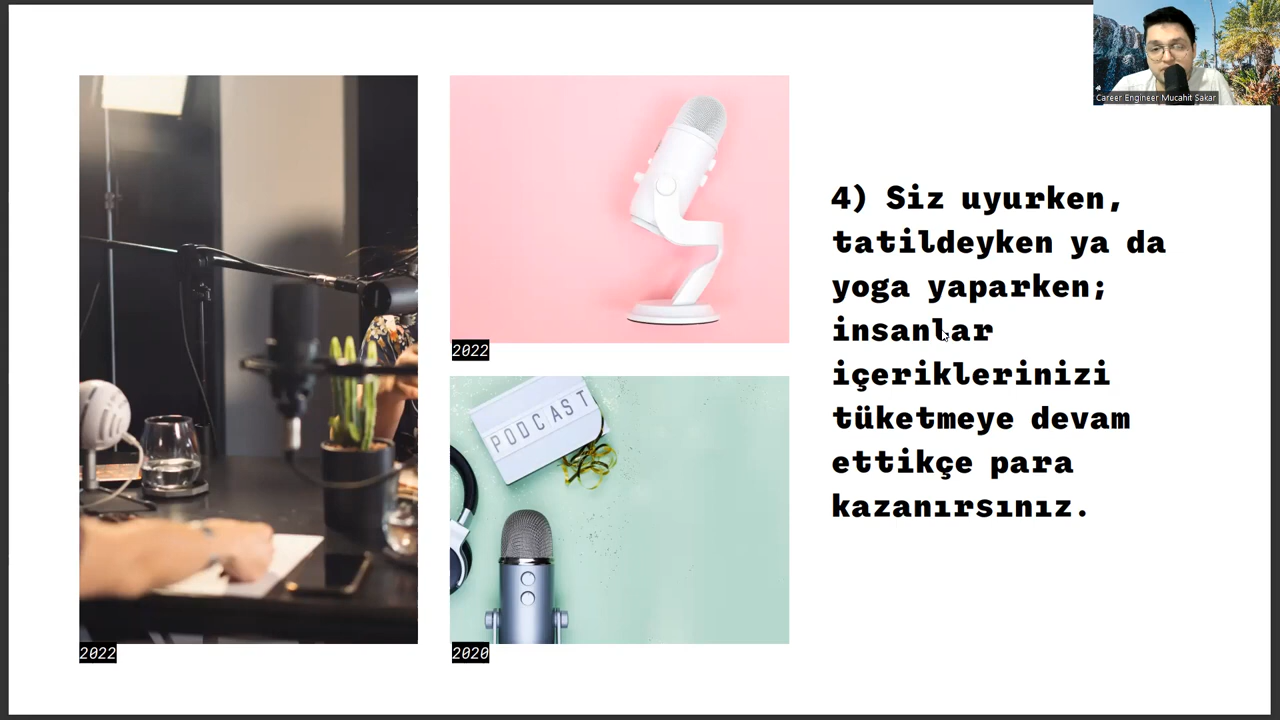 Career Engineer Mucahit Sakar
4) Siz uyurken,
tatildeyken ya da
yoga yaparken;
insanlar
içeriklerinizi
tüketmeye devam
ettikçe para
kazanırsınız.
2022
PODCAST
2022
2020